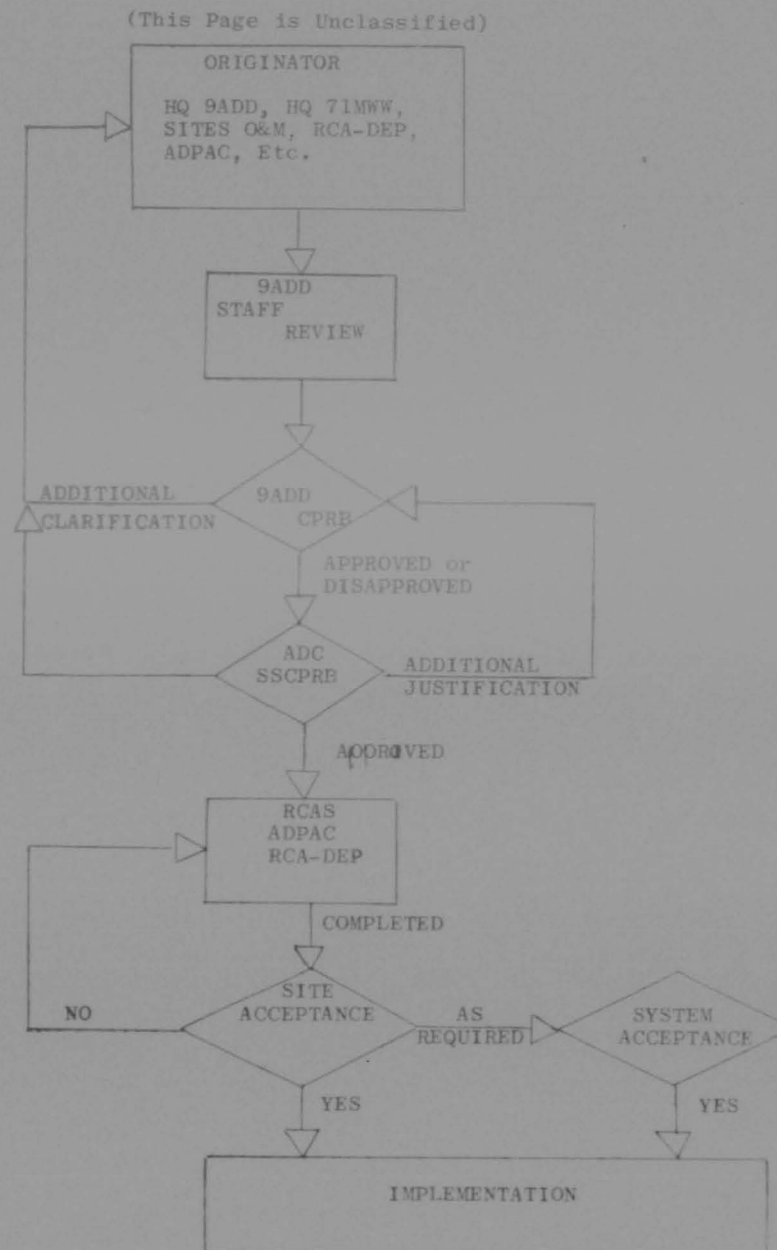 (This Page is Unclassified)
ORIGINATOR
HQ 9ADD, HQ 71MWW,
SITES O&M, RCA-DEP,
ADPAC, Etc.
9ADD
STAFF
REVIEW
9ADD
CPRB
ADDITIONAL
CLARIFICATION
APPROVED or
DISAPPROVED
ADC
SSCPRB
ADDITIONAL
JUSTIFICATION
APPROVED
RCAS
ADPAC
RCA-DEP
COMPLETED
SITE
ACCEPTANCE
NO
AS
REQUIRED
SYSTEM
ACCEPTANCE
YES
YES
IMPLEMENTATION